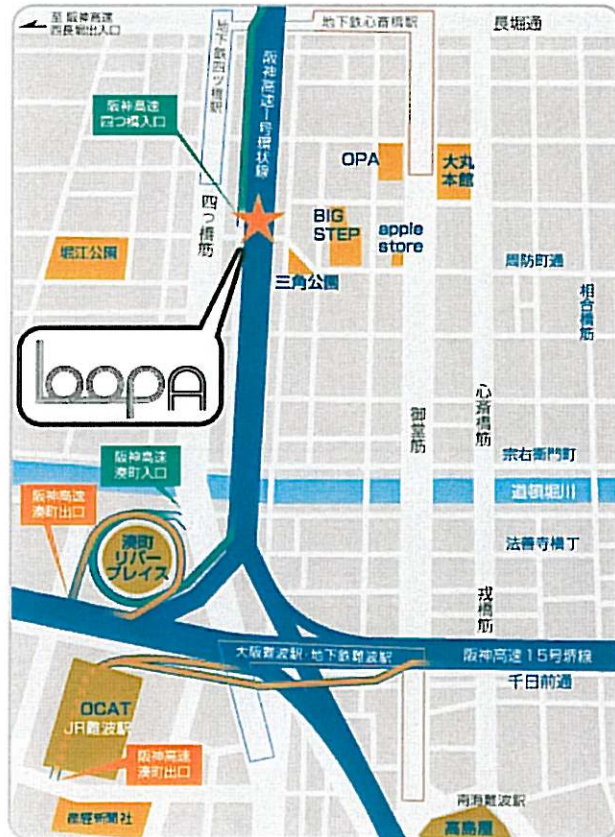 至 阪神高速
西長堀出入口
地下鉄四ツ橋駅
阪神高速1号環状線
地下鉄心斎橋駅
長堀通
阪神高速
四つ橋入口
OPA
大丸
本館
四つ橋筋
BIG
STEP
apple
store
堀江公園
三角公園
周防町通
相合橋筋
LoopA
御堂筋
心斎橋筋
阪神高速
湊町入口
宗右衛門町
阪神高速
湊町出口
道頓堀川
湊町
リバー
プレイス
法善寺横丁
戎橋筋
大阪難波駅・地下鉄難波駅
阪神高速15号堺線
千日前通
OCAT
JR難波駅
阪神高速
湊町出口
産経新聞社
南海難波駅
高島屋